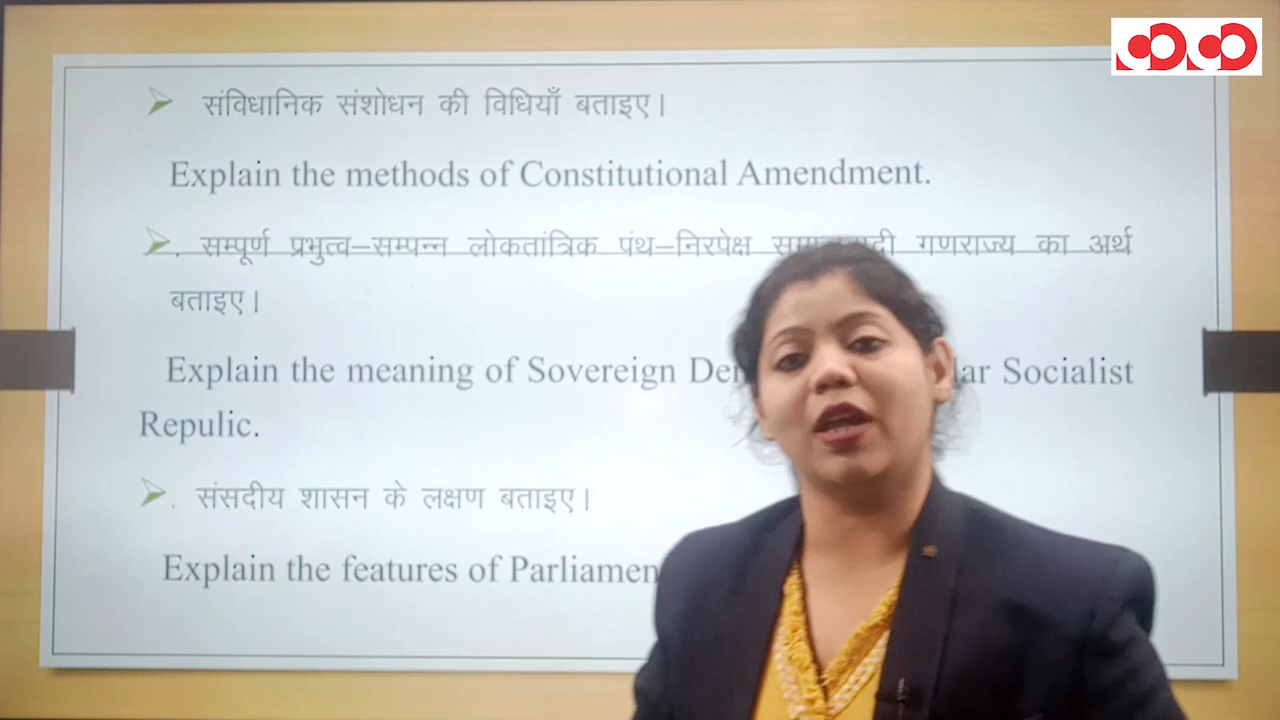 संविधानिक संशोधन की विधियाँ बताइए।
Explain the methods of Constitutional Amendment.
. सम्पूर्ण प्रभुत्व–सम्पन्न लोकतांत्रिक पंथ–निरपेक्ष गणराज्य का अर्थ
बताइए।
Explain the meaning of Sovereign Socialist
Repulic.
. संसदीय शासन के लक्षण बताइए।
Explain the features of